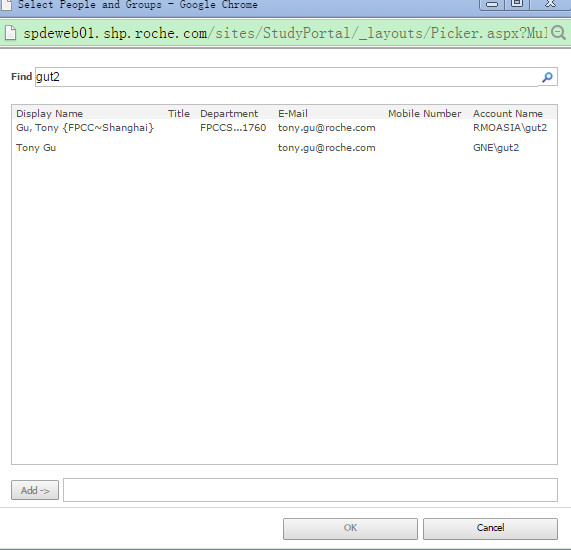 Select People and Groups - Google Chrome
spdeweb01.shp.roche.com/sites/StudyPortal/_layouts/Picker.aspx?Mul
Find gut2
Display Name Title Department E-Mail Mobile Number Account Name
Gu, Tony {FPCC~Shanghai} FPCCS...1760 tony.gu@roche.com RMOASIA\gut2
Tony Gu tony.gu@roche.com GNE\gut2
Add ->
OK Cancel